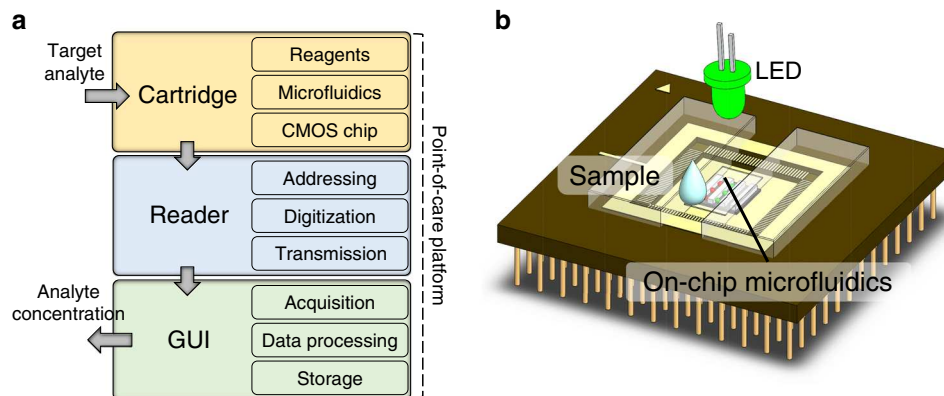 a
Target
analyte
Cartridge
Reagents
Microfluidics
CMOS chip
Reader
Addressing
Digitization
Transmission
Analyte
concentration
GUI
Acquisition
Data processing
Storage
Point-of-care platform
b
LED
Sample
On-chip microfluidics